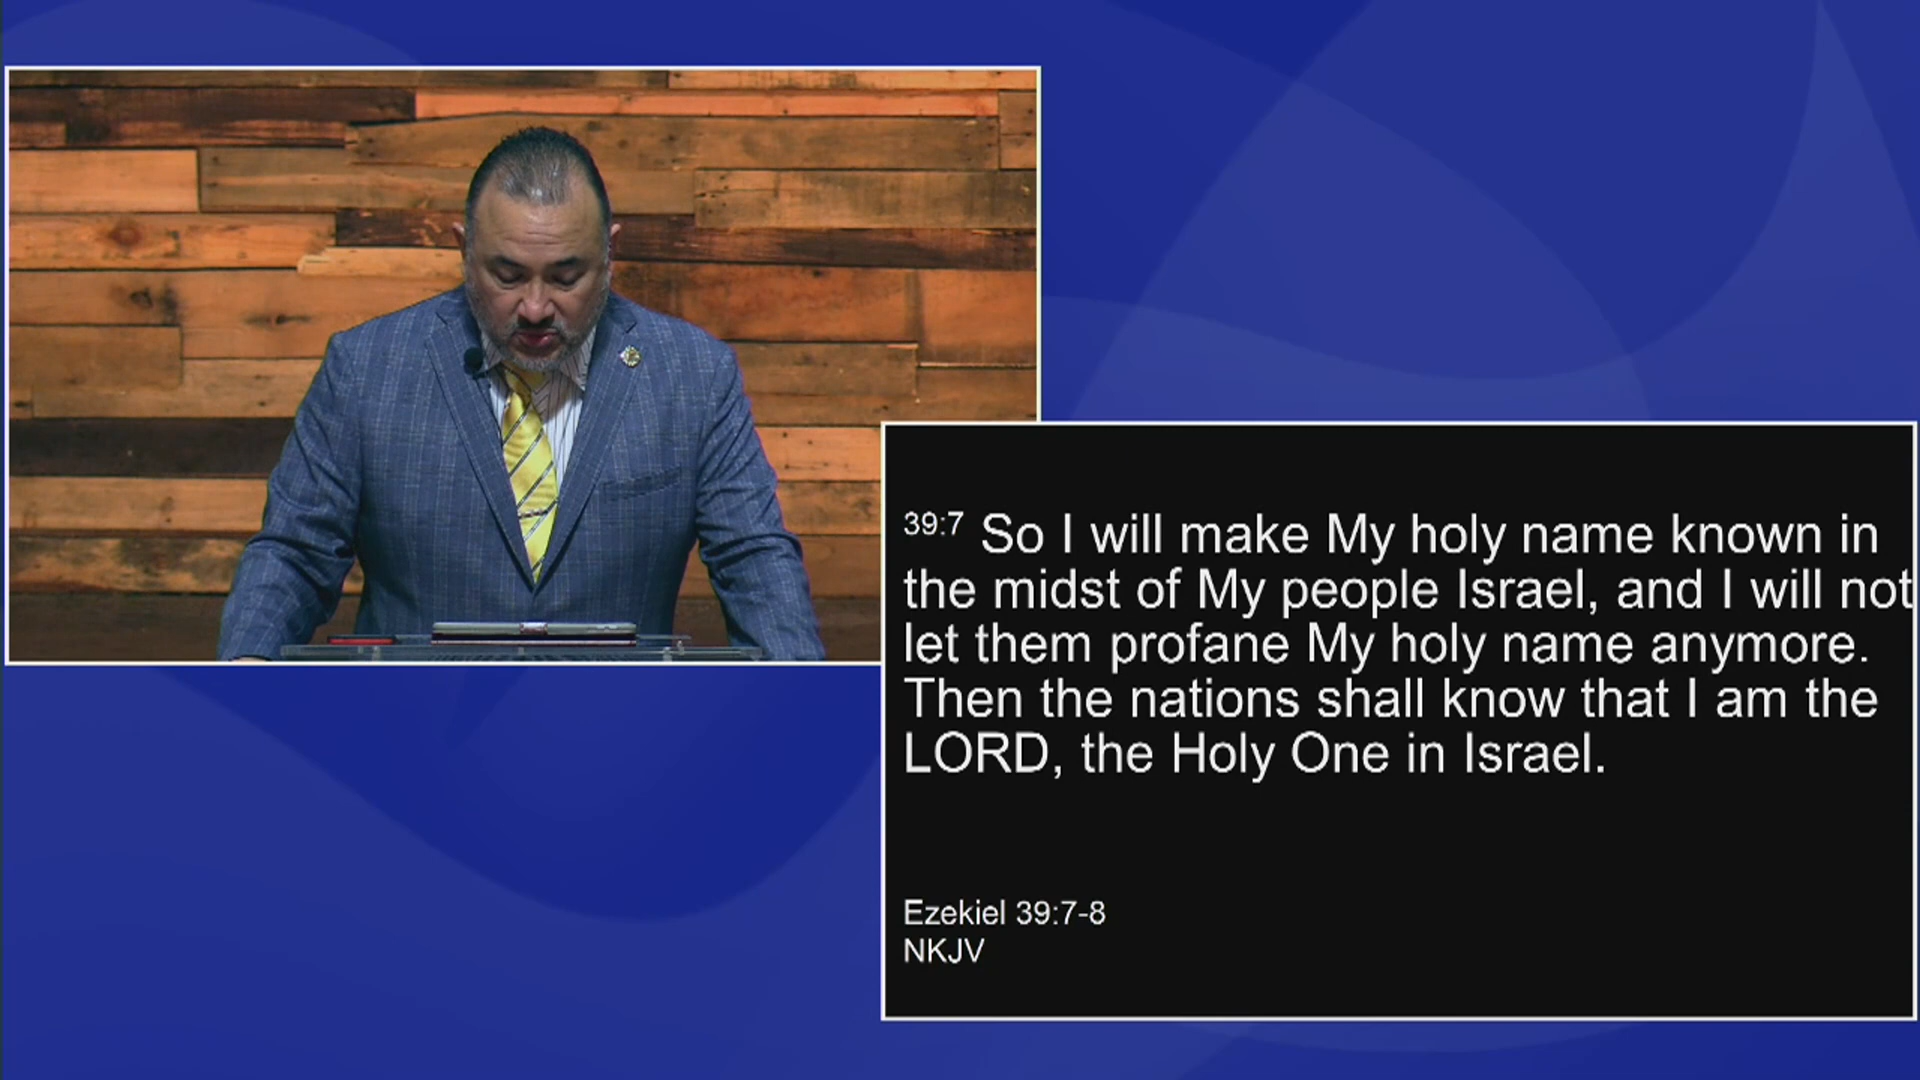 39:7 So I will make My holy name known in
the midst of My people Israel, and I will not
let them profane My holy name anymore.
Then the nations shall know that I am the
LORD, the Holy One in Israel.
Ezekiel 39:7-8
NKJV